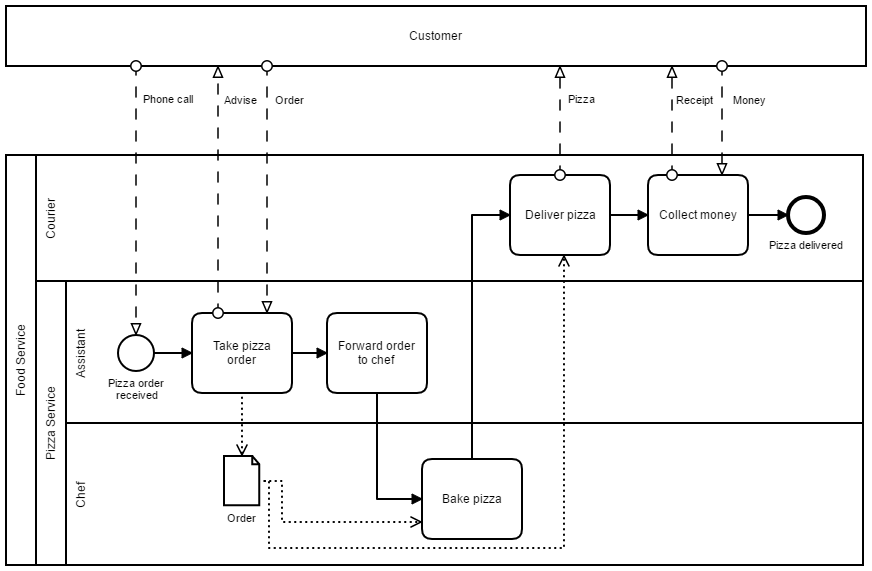 Customer
Phone call
Advise
Order
Pizza
Receipt
Money
Food Service
Courier
Deliver pizza
Collect money
Pizza delivered
Pizza Service
Assistant
Pizza order
received
Take pizza
order
Forward order
to chef
Chef
Order
Bake pizza